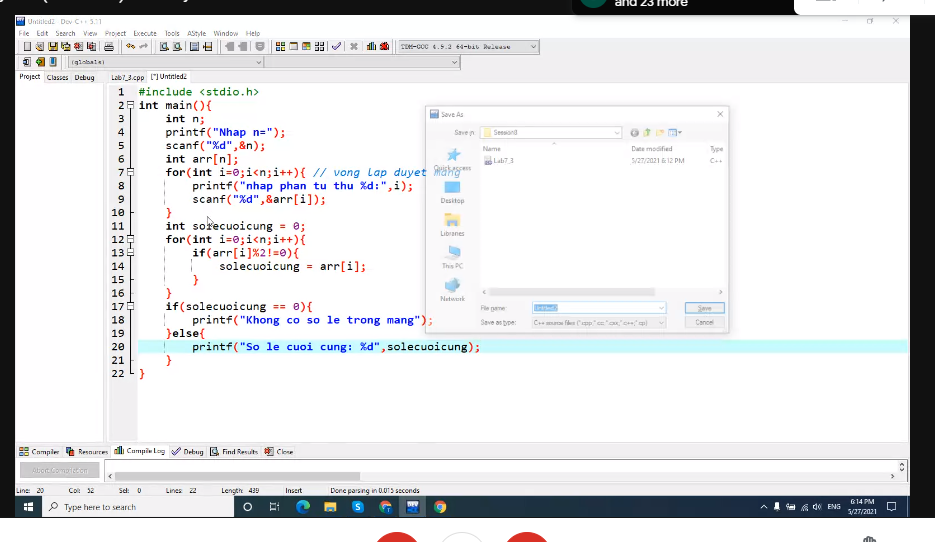 and 23 more
Untitled2 - Dev-C++ 5.11
File Edit Search View Project Execute Tools AStyle Window Help
TDM-GCC 4.9.2 64-bit Release
(globals)
Project Classes Debug Lab7_3.cpp [*] Untitled2
1 #include <stdio.h>
2 int main(){
3 int n;
4 printf("Nhap n=");
5 scanf("%d",&n);
6 int arr[n];
7 for(int i=0;i<n;i++){ // vong lap duyet mang
8 printf("nhap phan tu thu %d:",i);
9 scanf("%d",&arr[i]);
10 }
11 int solecuoicung = 0;
12 for(int i=0;i<n;i++){
13 if(arr[i]%2!=0){
14 solecuoicung = arr[i];
15 }
16 }
17 if(solecuoicung == 0){
18 printf("Khong co so le trong mang");
19 }else{
20 printf("So le cuoi cung: %d",solecuoicung);
21 }
22 }
Save As
Save in: Session8
Name Date modified Type
Lab7_3 5/27/2021 6:12 PM C++
Quick access
Desktop
Libraries
This PC
Network
File name: Untitled2 Save
Save as type: C++ source files (*.cpp;*.cc;*.cxx;*.c++;*.cp) Cancel
Compiler Resources Compile Log Debug Find Results Close
Abort Compilation
Line: 20 Col: 52 Sel: 0 Lines: 22 Length: 439 Insert Done parsing in 0.015 seconds
Type here to search
ENG
6:14 PM
5/27/2021